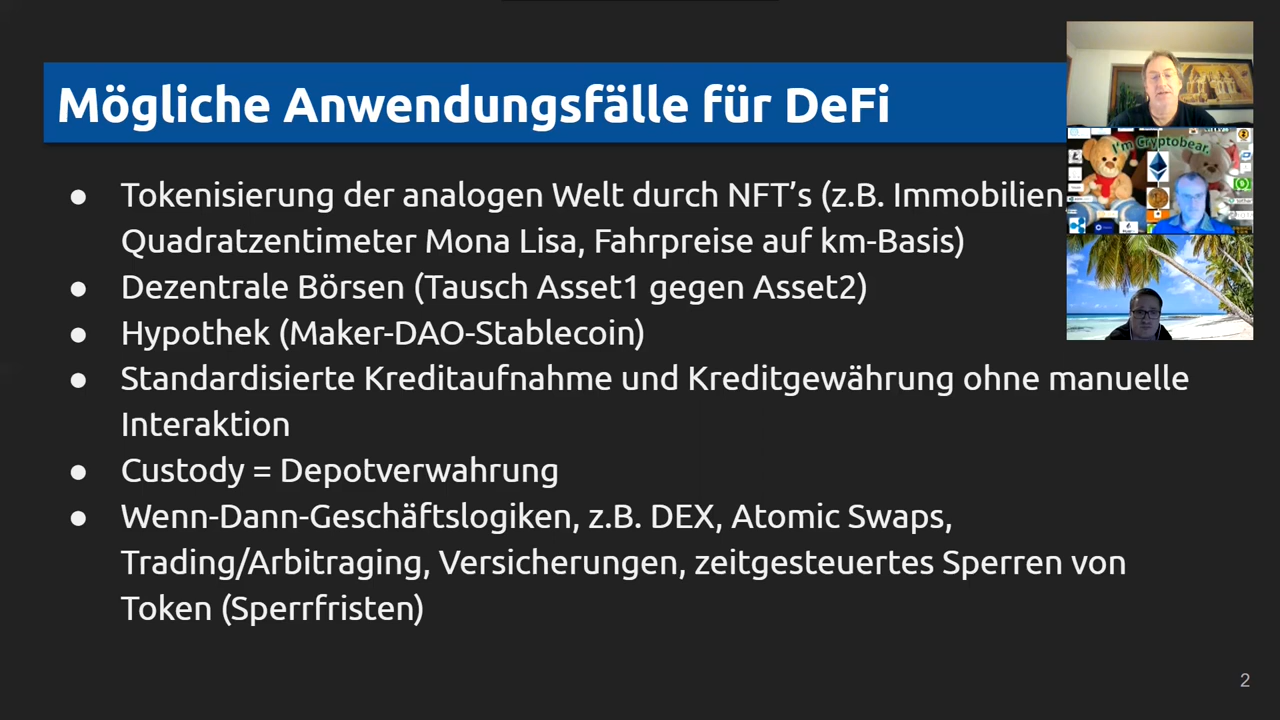 Mögliche Anwendungsfälle für DeFi
● Tokenisierung der analogen Welt durch NFT’s (z.B. Immobilien
Quadratzentimeter Mona Lisa, Fahrpreise auf km-Basis)
● Dezentrale Börsen (Tausch Asset1 gegen Asset2)
● Hypothek (Maker-DAO-Stablecoin)
● Standardisierte Kreditaufnahme und Kreditgewährung ohne manuelle
Interaktion
● Custody = Depotverwahrung
● Wenn-Dann-Geschäftslogiken, z.B. DEX, Atomic Swaps,
Trading/Arbitraging, Versicherungen, zeitgesteuertes Sperren von
Token (Sperrfristen)
I'm Cryptobear.
2